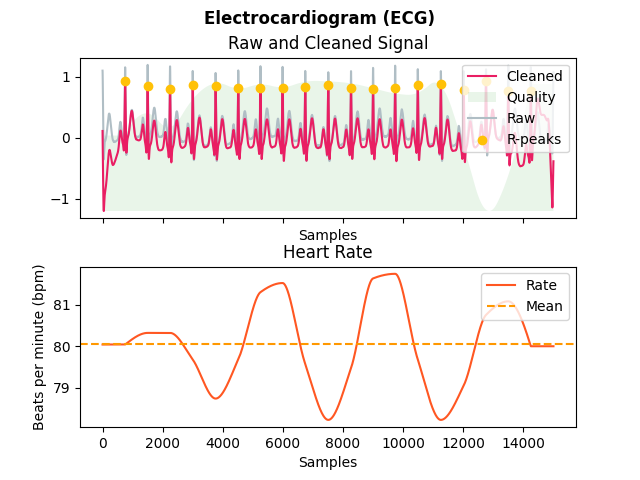 Electrocardiogram (ECG)
Raw and Cleaned Signal
1
0
−1
Cleaned
Quality
Raw
R-peaks
Samples
Heart Rate
Beats per minute (bpm)
81
80
79
Rate
Mean
0 2000 4000 6000 8000 10000 12000 14000
Samples